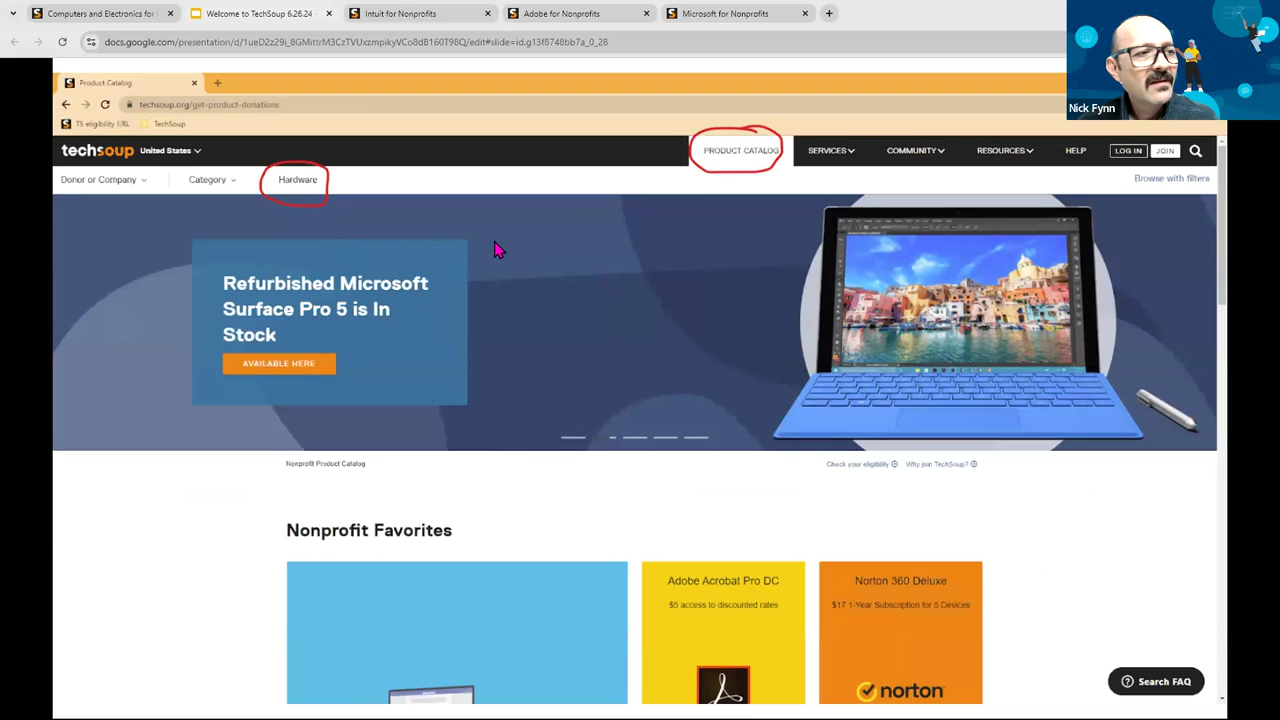 Computers and Electronics for
Welcome to TechSoup 6.26.24 -
Intuit for Nonprofits
Adobe for Nonprofits
Microsoft for Nonprofits
docs.google.com/presentation/d/1ueD2z29i_8GMittrM3CzTVUxzmpikyVCo8dB160T98Q/edit#slide=id.g13f8748bb7a_0_28
Nick Fynn
Product Catalog
techsoup.org/get-product-donations
TS eligibility URL
TechSoup
techsoup
United States
PRODUCT CATALOG
SERVICES
COMMUNITY
RESOURCES
HELP
LOG IN
JOIN
Donor or Company
Category
Hardware
Browse with filters
Refurbished Microsoft
Surface Pro 5 is In
Stock
AVAILABLE HERE
Nonprofit Product Catalog
Check your eligibility
Why join TechSoup?
Nonprofit Favorites
Adobe Acrobat Pro DC
$5 access to discounted rates
Norton 360 Deluxe
$17 1-Year Subscription for 5 Devices
norton
Search FAQ